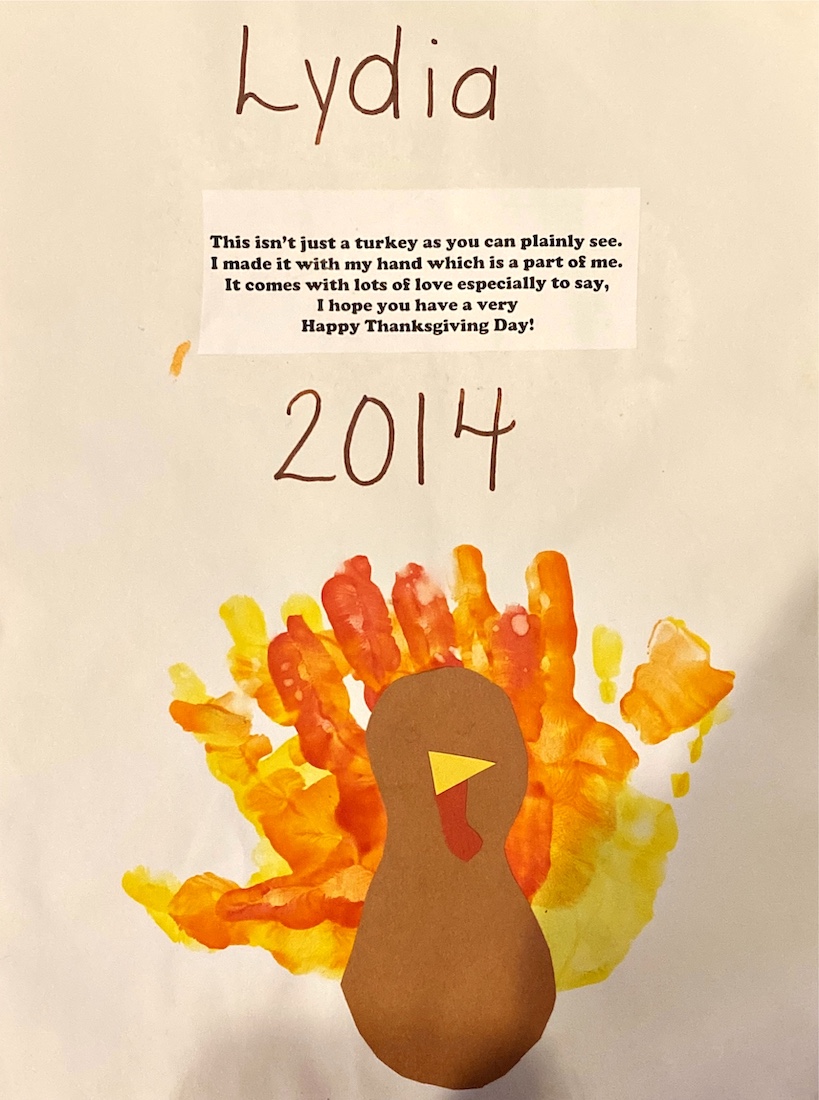 Lydia
This isn't just a turkey as you can plainly see.
I made it with my hand which is a part of me.
It comes with lots of love especially to say,
I hope you have a very
Happy Thanksgiving Day!
2014